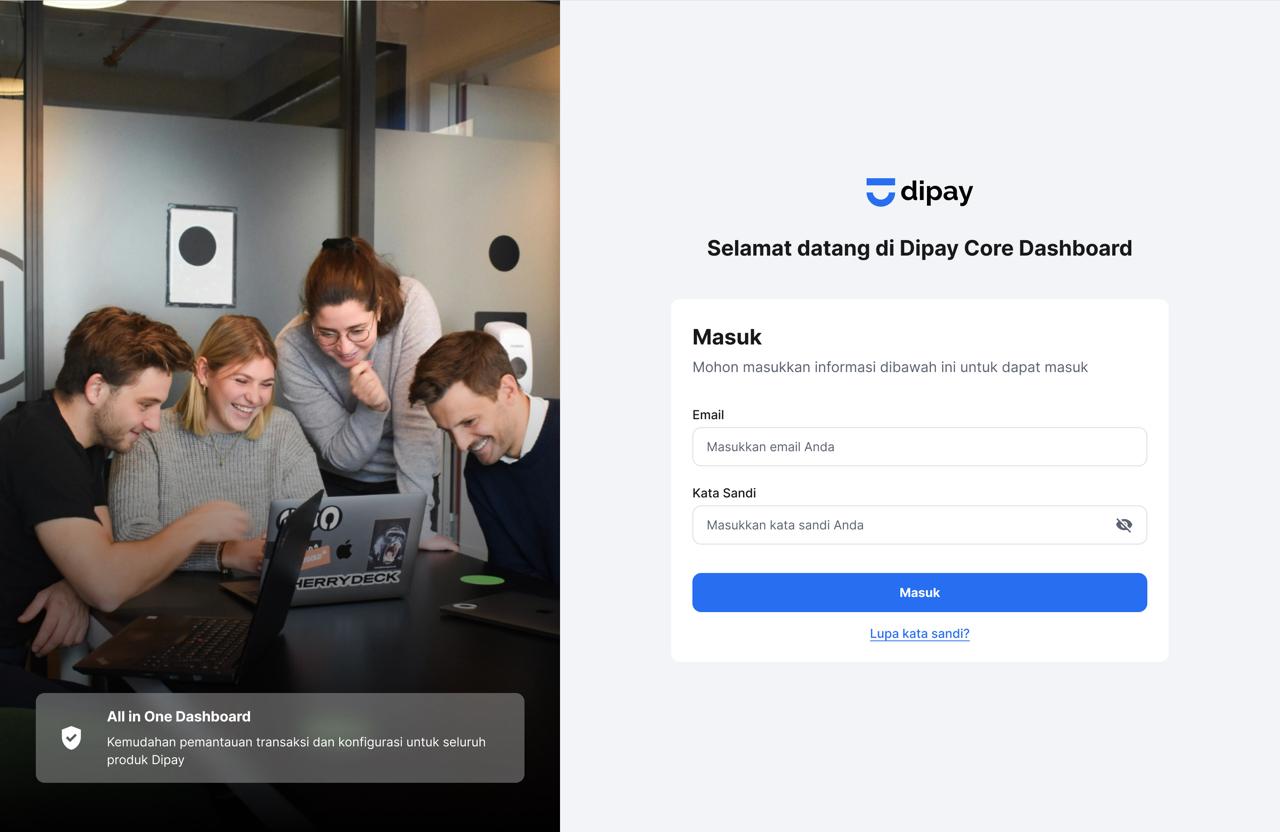 dipay
Selamat datang di Dipay Core Dashboard
Masuk
Mohon masukkan informasi dibawah ini untuk dapat masuk
Email
Masukkan email Anda
Kata Sandi
Masukkan kata sandi Anda
Masuk
Lupa kata sandi?
HERRYDECK
All in One Dashboard
Kemudahan pemantauan transaksi dan konfigurasi untuk seluruh
produk Dipay